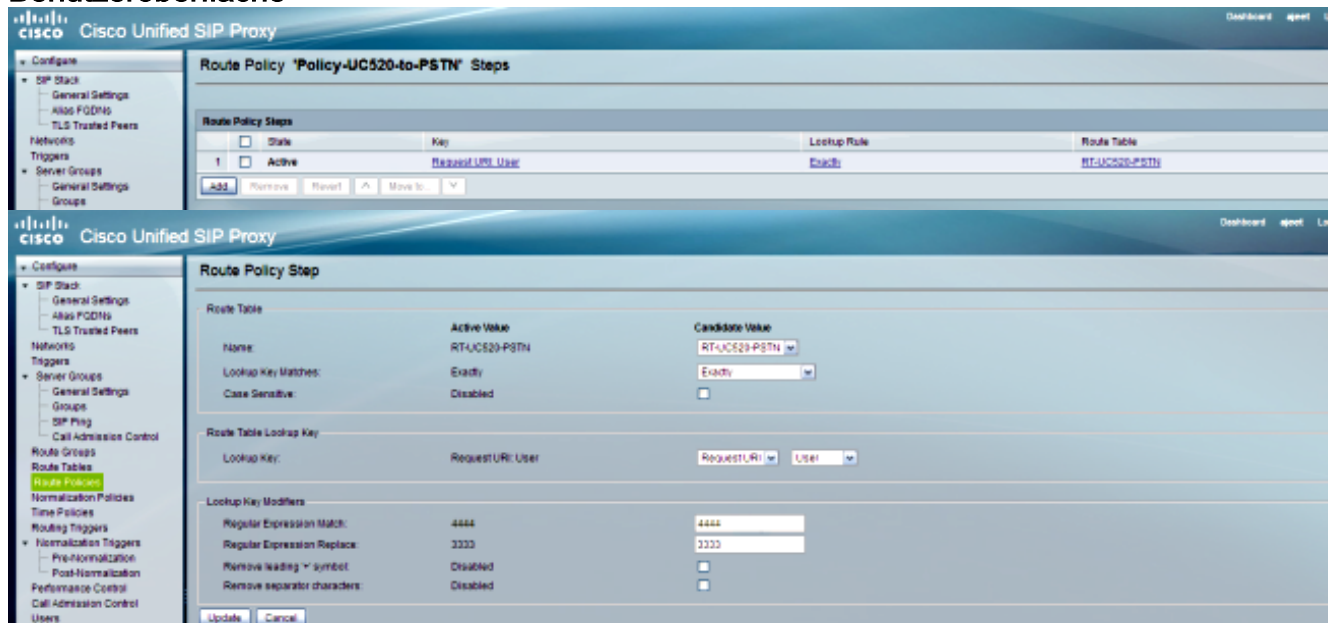 Benutzeroberfläche
cisco Cisco Unified SIP Proxy
Dashboard ajeet
Configure
SIP Stack
General Settings
Alias FQDNs
TLS Trusted Peers
Networks
Triggers
Server Groups
General Settings
Groups
Route Policy 'Policy-UC520-to-PSTN' Steps
Route Policy Steps
State Key Lookup Rule Route Table
1 Active Request URI: User Exactly RT-UC520-PSTN
Add Remove Revert Move to...
cisco Cisco Unified SIP Proxy
Dashboard ajeet Lo
Configure
SIP Stack
General Settings
Alias FQDNs
TLS Trusted Peers
Networks
Triggers
Server Groups
General Settings
Groups
SIP Ping
Call Admission Control
Route Groups
Route Tables
Route Policies
Normalization Policies
Time Policies
Routing Triggers
Normalization Triggers
Pre-Normalization
Post-Normalization
Performance Control
Call Admission Control
Users
Route Policy Step
Route Table
Active Value Candidate Value
Name: RT-UC520-PSTN RT-UC520-PSTN
Lookup Key Matches: Exactly Exactly
Case Sensitive: Disabled
Route Table Lookup Key
Lookup Key: Request URI: User Request URI User
Lookup Key Modifiers
Regular Expression Match: 4444 4444
Regular Expression Replace: 3333 3333
Remove leading '+' symbol: Disabled
Remove separator characters: Disabled
Update Cancel